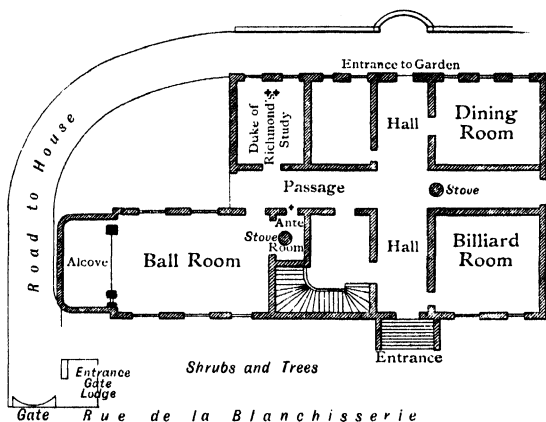 Entrance to Garden
Road to House
Duke of
Richmond's
Study
Hall
Dining
Room
Passage
Stove
Ante
Room
Stove
Alcove
Ball Room
Hall
Billiard
Room
Entrance
Shrubs and Trees
Entrance
Gate
Lodge
Gate
Rue de la Blanchisserie